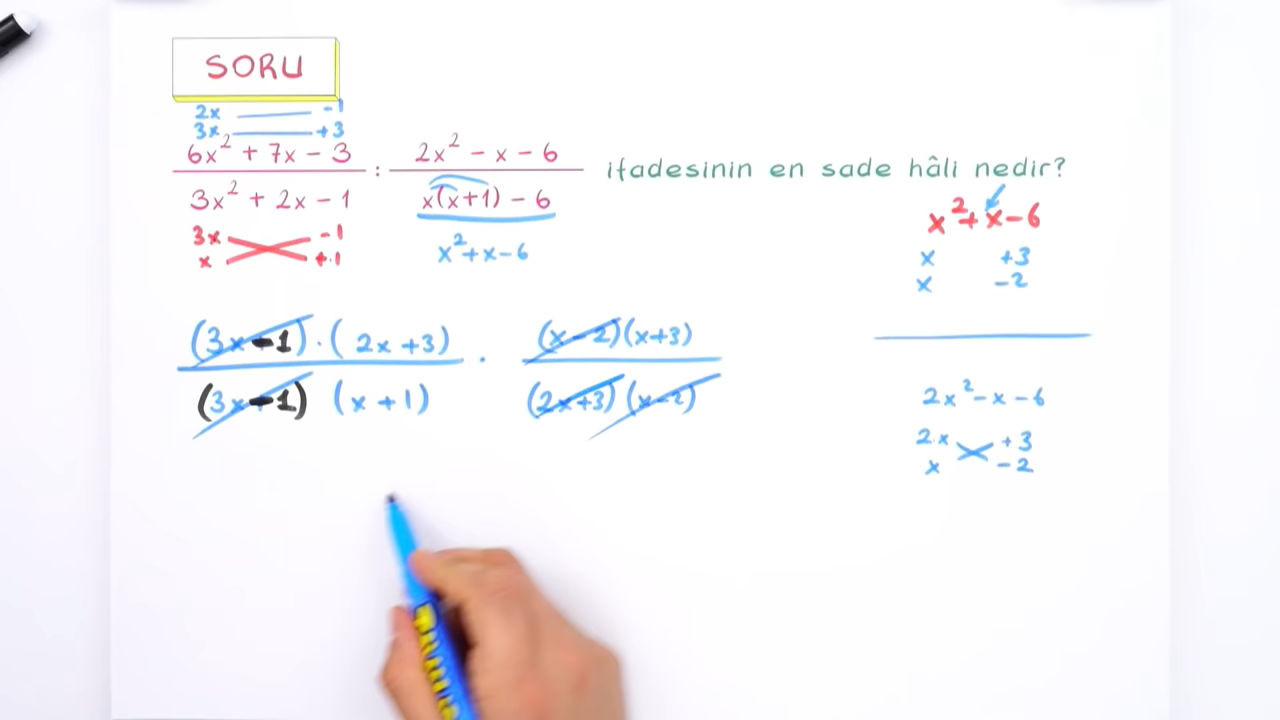 SORU
2x -1
3x +3
6x² + 7x - 3 / 3x² + 2x - 1 : 2x² - x - 6 / x(x+1) - 6 ifadesinin en sade hâli nedir?
3x -1
x +1
x²+x-6
x²+x-6
x +3
x -2
(3x-1)·(2x+3) / (3x-1)(x+1) · (x-2)(x+3) / (2x+3)(x-2)
2x²-x-6
2x +3
x -2